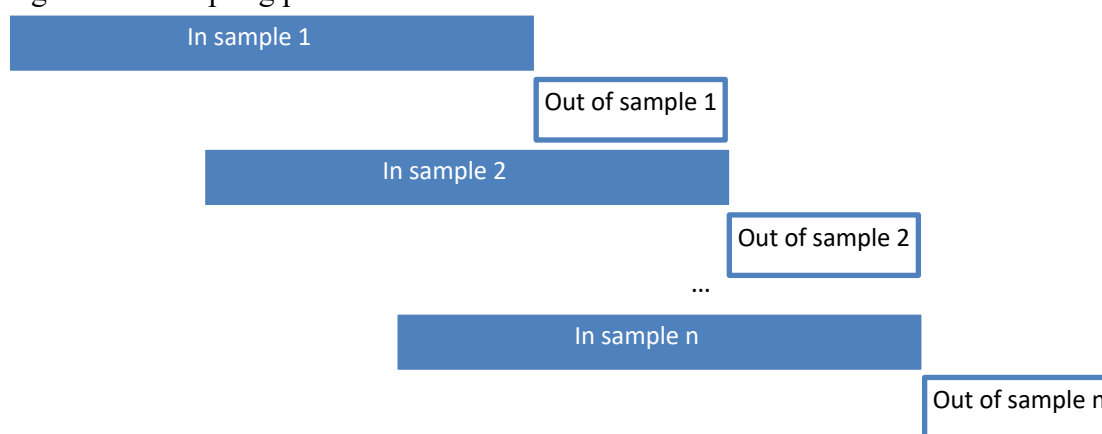 In sample 1
Out of sample 1
In sample 2
Out of sample 2
...
In sample n
Out of sample n